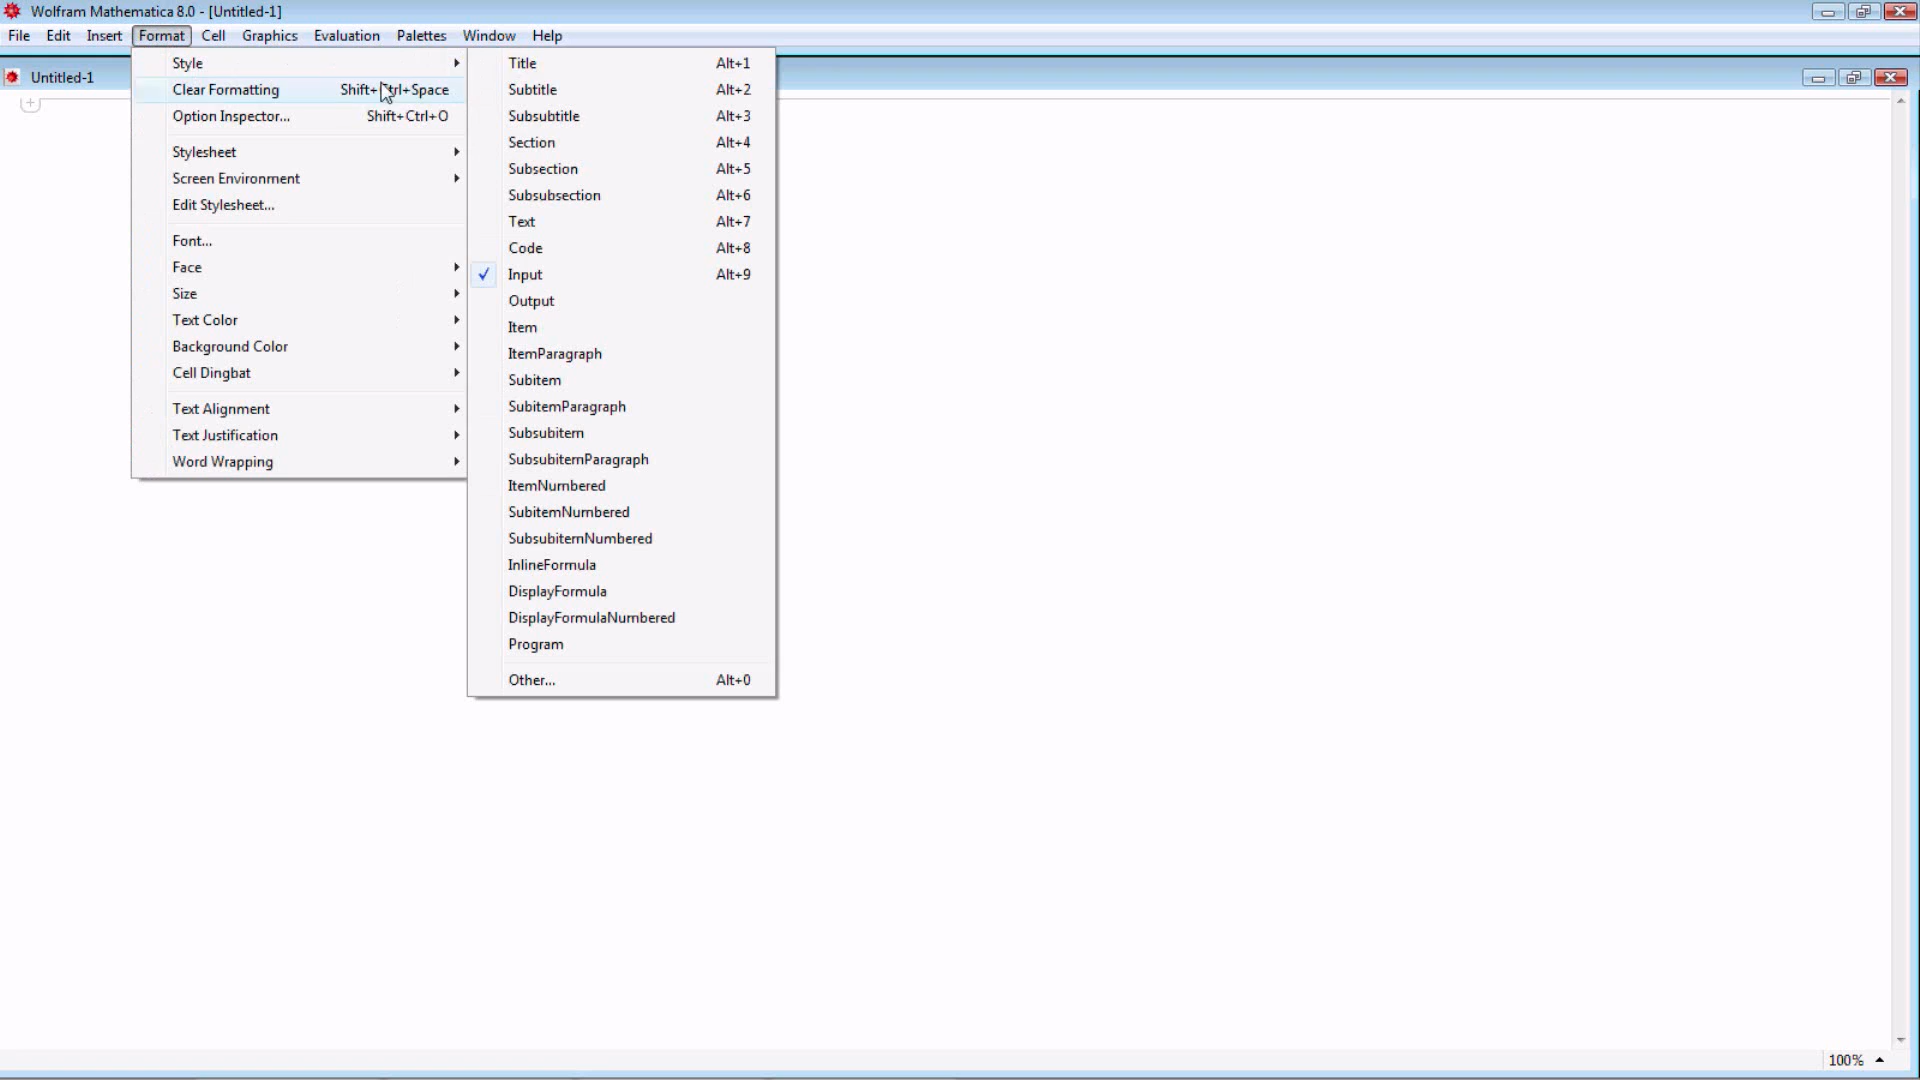 Wolfram Mathematica 8.0 - [Untitled-1]
File Edit Insert Format Cell Graphics Evaluation Palettes Window Help
Untitled-1
Style
Clear Formatting Shift+Ctrl+Space
Option Inspector... Shift+Ctrl+O
Stylesheet
Screen Environment
Edit Stylesheet...
Font...
Face
Size
Text Color
Background Color
Cell Dingbat
Text Alignment
Text Justification
Word Wrapping
Title Alt+1
Subtitle Alt+2
Subsubtitle Alt+3
Section Alt+4
Subsection Alt+5
Subsubsection Alt+6
Text Alt+7
Code Alt+8
Input Alt+9
Output
Item
ItemParagraph
Subitem
SubitemParagraph
Subsubitem
SubsubitemParagraph
ItemNumbered
SubitemNumbered
SubsubitemNumbered
InlineFormula
DisplayFormula
DisplayFormulaNumbered
Program
Other... Alt+0
100%